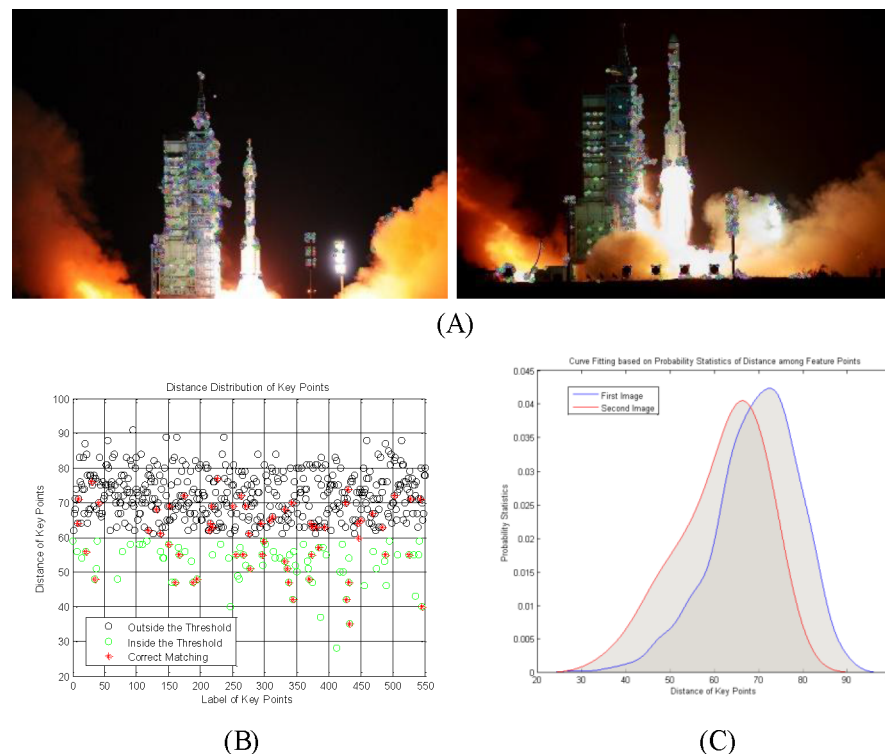 (A)
Distance Distribution of Key Points
100
90
80
70
60
50
40
30
20
0 50 100 150 200 250 300 350 400 450 500 550
Distance of Key Points
Label of Key Points
Outside the Threshold
Inside the Threshold
Correct Matching
(B)
Curve Fitting based on Probability Statistics of Distance among Feature Points
0.045
0.04
0.035
0.03
0.025
0.02
0.015
0.01
0.005
0
20 30 40 50 60 70 80 90
Probability Statistics
Distance of Key Points
First Image
Second Image
(C)